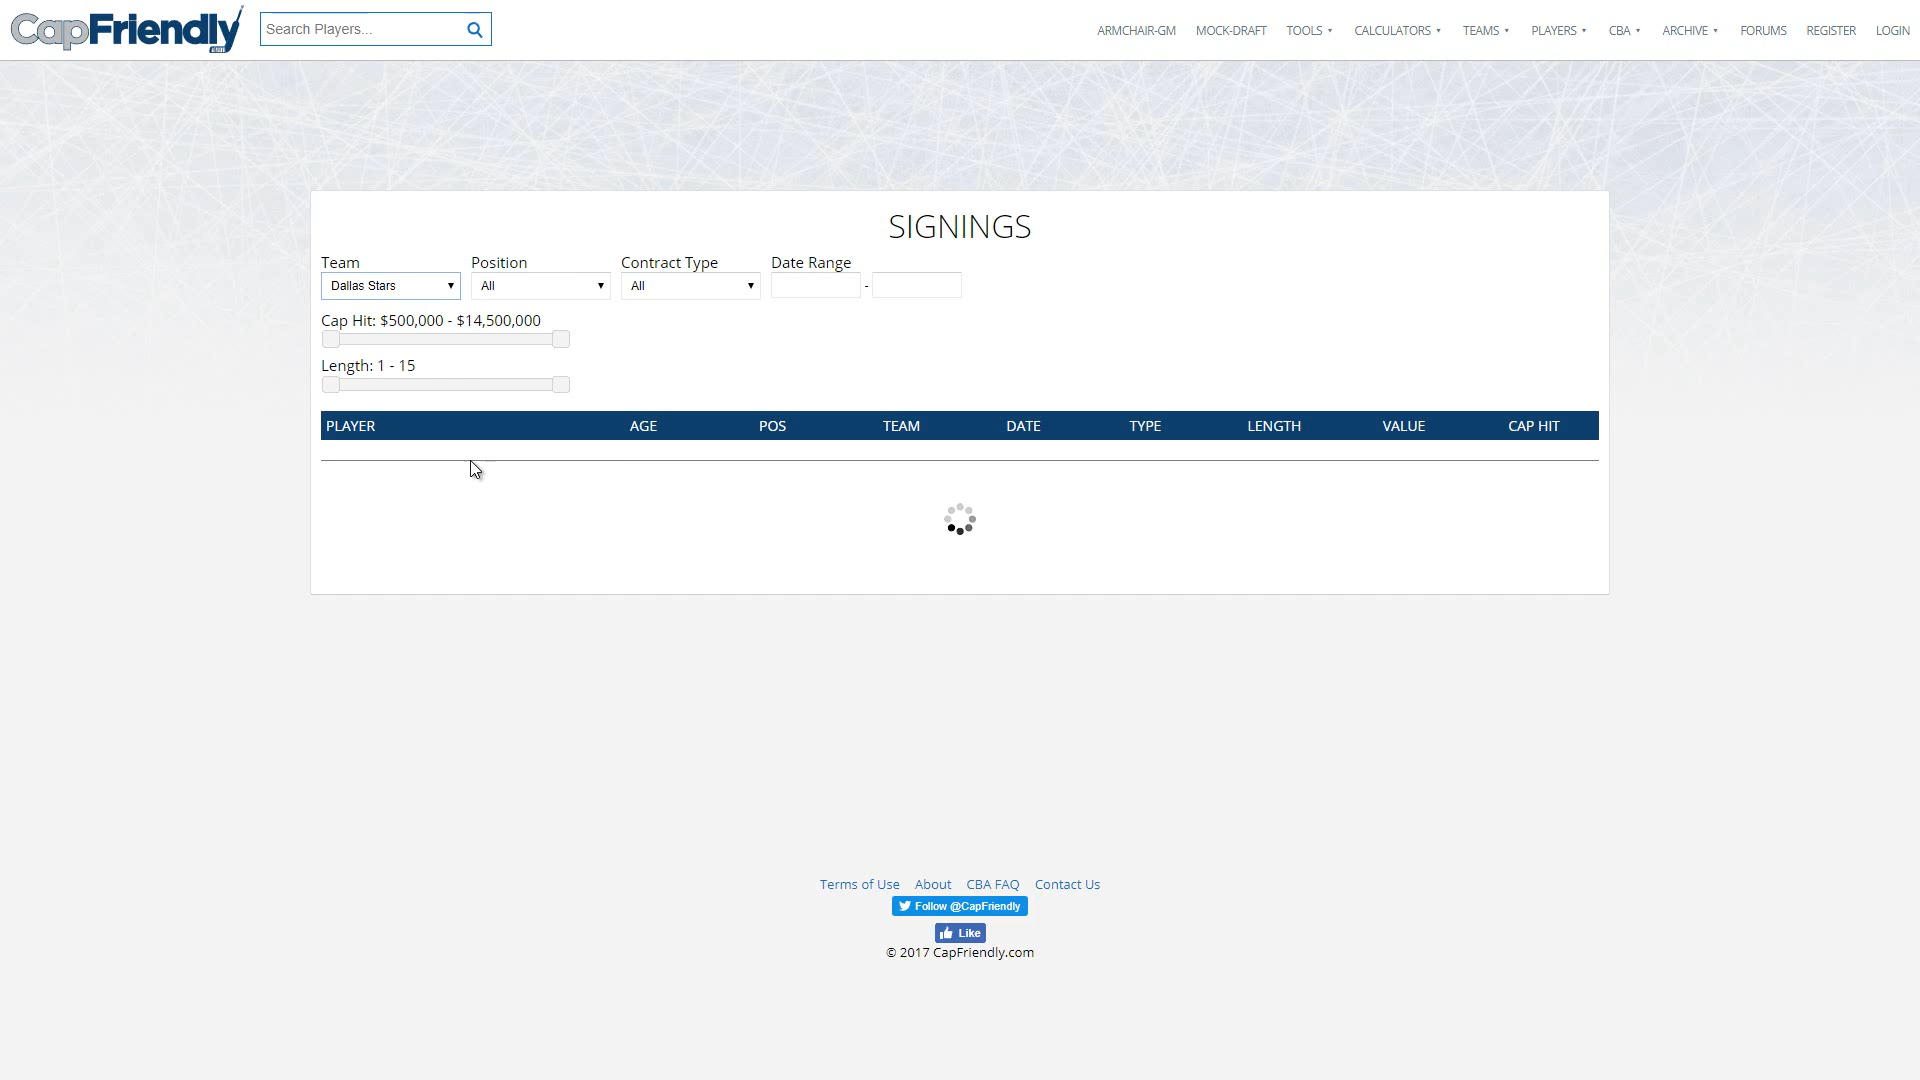 CapFriendly
Search Players...
ARMCHAIR-GM MOCK-DRAFT TOOLS CALCULATORS TEAMS PLAYERS CBA ARCHIVE FORUMS REGISTER LOGIN
SIGNINGS
Team Position Contract Type Date Range
Dallas Stars All All -
Cap Hit: $500,000 - $14,500,000
Length: 1 - 15
PLAYER AGE POS TEAM DATE TYPE LENGTH VALUE CAP HIT
Terms of Use About CBA FAQ Contact Us
Follow @CapFriendly
Like
© 2017 CapFriendly.com